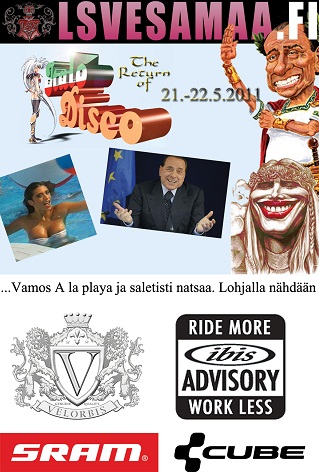 LSVESAMAA.FI
The
Return
of
Italo
Disco
21.-22.5.2011
...Vamos A la playa ja saletisti natsaa. Lohjalla nähdään
V
VELORBIS
RIDE MORE
ibis
ADVISORY
WORK LESS
SRAM
CUBE